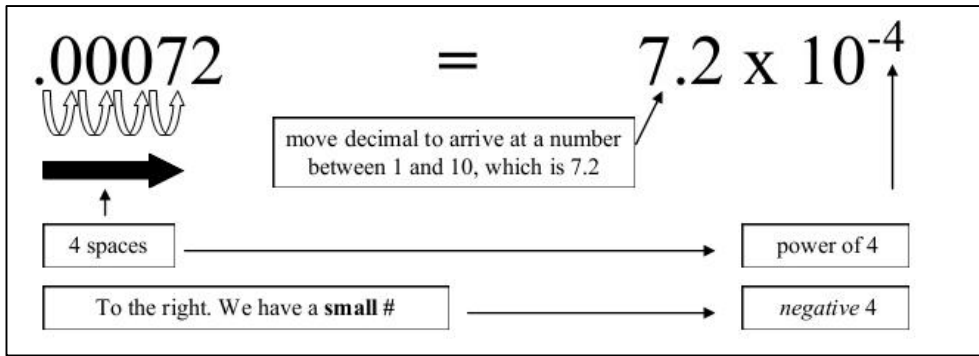 .00072 = 7.2 x 10⁻⁴
move decimal to arrive at a number
between 1 and 10, which is 7.2
4 spaces
power of 4
To the right. We have a small #
negative 4